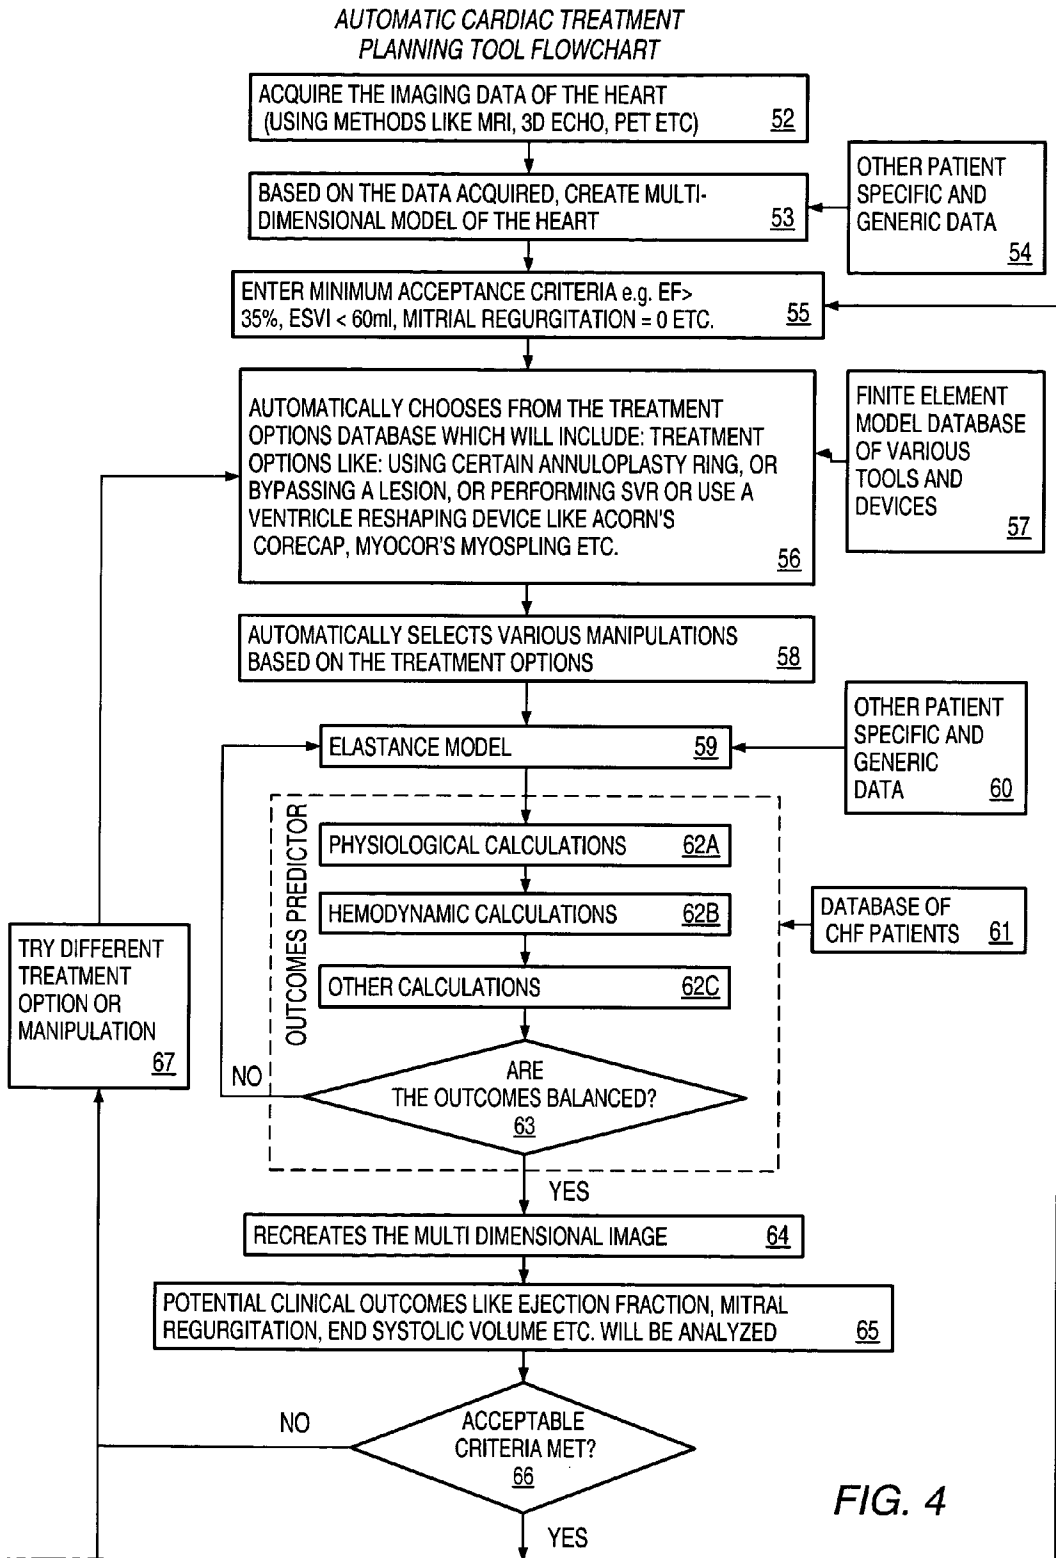 AUTOMATIC CARDIAC TREATMENT
PLANNING TOOL FLOWCHART
ACQUIRE THE IMAGING DATA OF THE HEART
(USING METHODS LIKE MRI, 3D ECHO, PET ETC)
52
BASED ON THE DATA ACQUIRED, CREATE MULTI-
DIMENSIONAL MODEL OF THE HEART
53
OTHER PATIENT
SPECIFIC AND
GENERIC DATA
54
ENTER MINIMUM ACCEPTANCE CRITERIA e.g. EF>
35%, ESVI < 60ml, MITRIAL REGURGITATION = 0 ETC.
55
AUTOMATICALLY CHOOSES FROM THE TREATMENT
OPTIONS DATABASE WHICH WILL INCLUDE: TREATMENT
OPTIONS LIKE: USING CERTAIN ANNULOPLASTY RING, OR
BYPASSING A LESION, OR PERFORMING SVR OR USE A
VENTRICLE RESHAPING DEVICE LIKE ACORN'S
CORECAP, MYOCOR'S MYOSPLING ETC.
56
FINITE ELEMENT
MODEL DATABASE
OF VARIOUS
TOOLS AND
DEVICES
57
AUTOMATICALLY SELECTS VARIOUS MANIPULATIONS
BASED ON THE TREATMENT OPTIONS
58
ELASTANCE MODEL
59
OTHER PATIENT
SPECIFIC AND
GENERIC
DATA
60
OUTCOMES PREDICTOR
PHYSIOLOGICAL CALCULATIONS
62A
HEMODYNAMIC CALCULATIONS
62B
OTHER CALCULATIONS
62C
DATABASE OF
CHF PATIENTS
61
TRY DIFFERENT
TREATMENT
OPTION OR
MANIPULATION
67
NO
ARE
THE OUTCOMES BALANCED?
63
YES
RECREATES THE MULTI DIMENSIONAL IMAGE
64
POTENTIAL CLINICAL OUTCOMES LIKE EJECTION FRACTION, MITRAL
REGURGITATION, END SYSTOLIC VOLUME ETC. WILL BE ANALYZED
65
NO
ACCEPTABLE
CRITERIA MET?
66
YES
FIG. 4